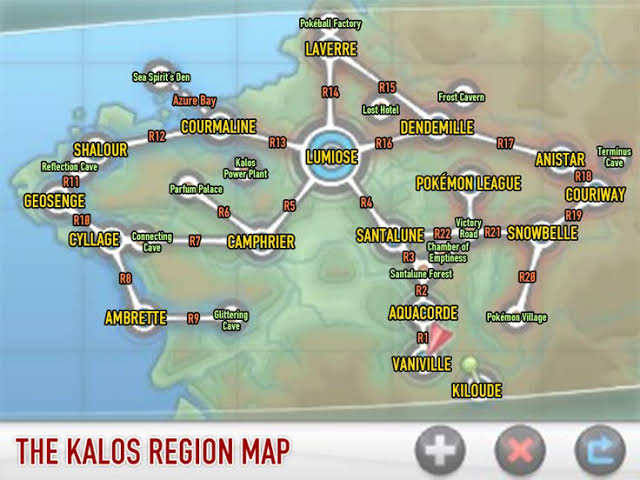 Pokéball Factory
LAVERRE
Sea Spirit's Den
R15
R14
Frost Cavern
Azure Bay
Lost Hotel
COURMALINE
DENDEMILLE
R12
R13
R16
R17
SHALOUR
LUMIOSE
ANISTAR
Terminus
Cave
Reflection Cave
Kalos
Power Plant
R11
Parfum Palace
POKÉMON LEAGUE
R18
COURIWAY
GEOSENGE
R6
R5
R4
R10
R19
Victory
Road
CYLLAGE
Connecting
Cave
R7
CAMPHRIER
SANTALUNE
R22
R21
SNOWBELLE
Chamber of
Emptiness
R3
Santalune Forest
R8
R20
R2
AMBRETTE
R9
Glittering
Cave
AQUACORDE
Pokémon Village
R1
VANIVILLE
KILOUDE
THE KALOS REGION MAP